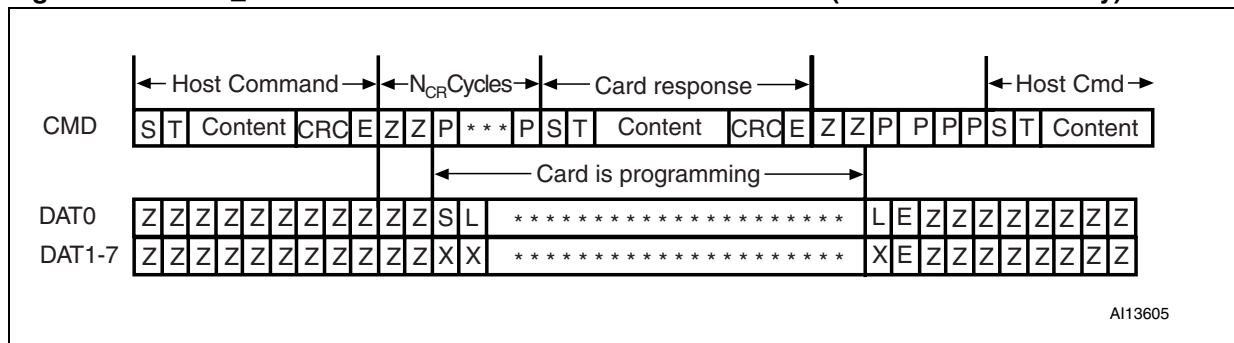 Host Command N_CR Cycles Card response Host Cmd
CMD S T Content CRC E Z Z P * * * P S T Content CRC E Z Z P P P P S T Content
Card is programming
DAT0 Z Z Z Z Z Z Z Z Z Z Z S L * * * * * * * * * * * * * * * * * * * * * L E Z Z Z Z Z Z Z Z
DAT1-7 Z Z Z Z Z Z Z Z Z Z Z X X * * * * * * * * * * * * * * * * * * * * * X E Z Z Z Z Z Z Z Z
AI13605